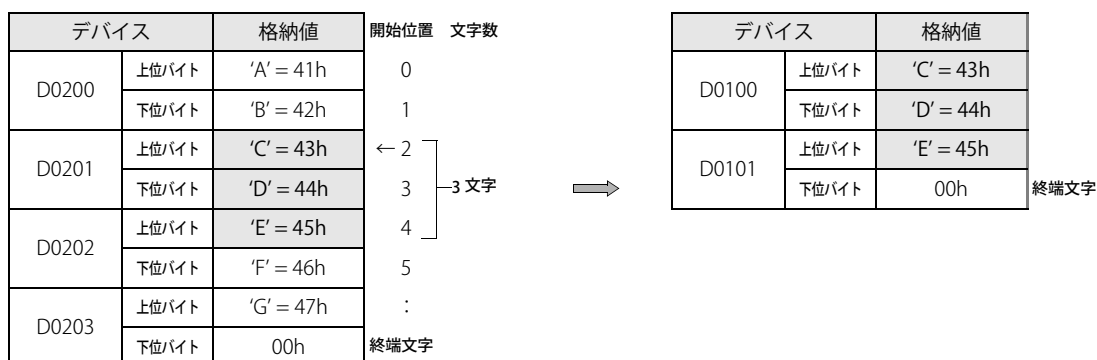 デバイス 格納値 開始位置 文字数
D0200 上位バイト ‘A’ = 41h 0
下位バイト ‘B’ = 42h 1
D0201 上位バイト ‘C’ = 43h ← 2
下位バイト ‘D’ = 44h 3 3 文字
D0202 上位バイト ‘E’ = 45h 4
下位バイト ‘F’ = 46h 5
D0203 上位バイト ‘G’ = 47h :
下位バイト 00h 終端文字
デバイス 格納値
D0100 上位バイト ‘C’ = 43h
下位バイト ‘D’ = 44h
D0101 上位バイト ‘E’ = 45h
下位バイト 00h 終端文字